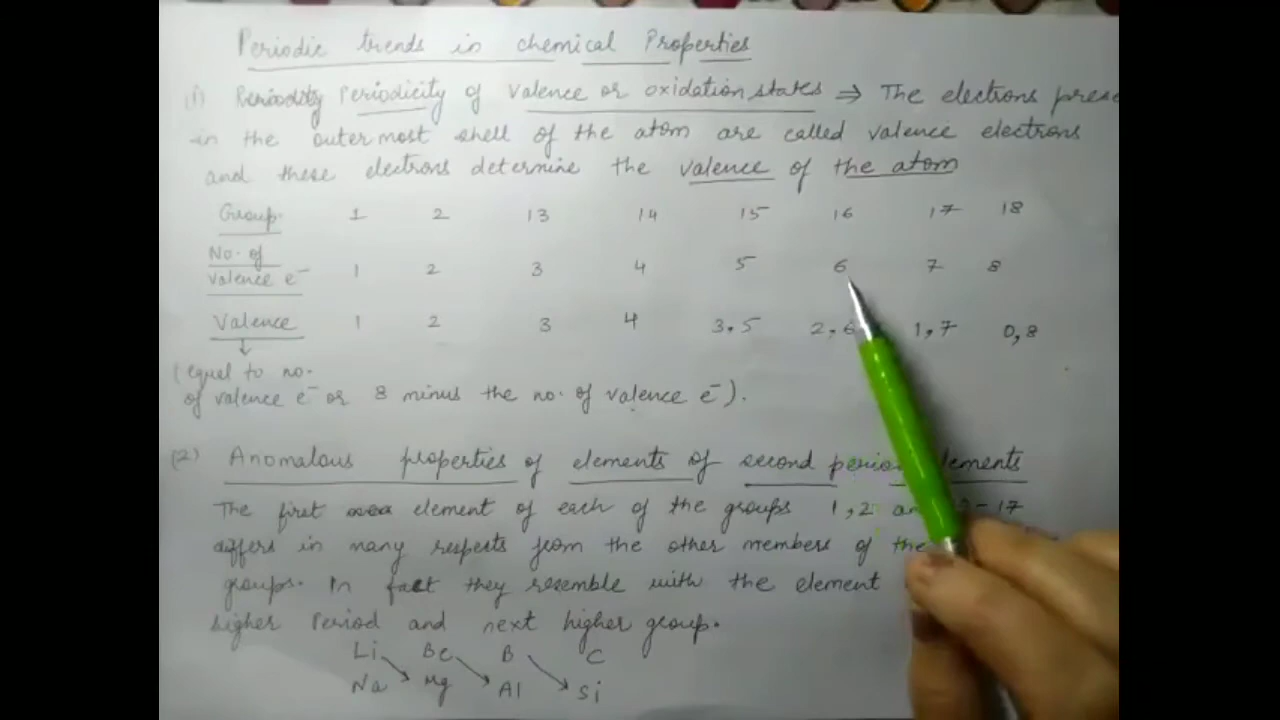 Periodic trends in chemical Properties
(1) Periodicity of valence or oxidation states ⇒ The electrons
in the outermost shell of the atom are called valence electrons
and these electrons determine the valence of the atom
Group 1 2 13 14 15 16 17 18
No. of
valence e⁻ 1 2 3 4 5 6 7 8
Valence 1 2 3 4 3,5 2,6 1,7 0,8
(equal to no.
of valence e⁻ or 8 minus the no. of valence e⁻).
(2) Anomalous properties of elements of second
The first element of each of the groups 1,2
differs in many respects from the other members of the
groups. In fact they resemble with the element
higher Period and next higher group.
Li Be B C
Na Mg Al Si